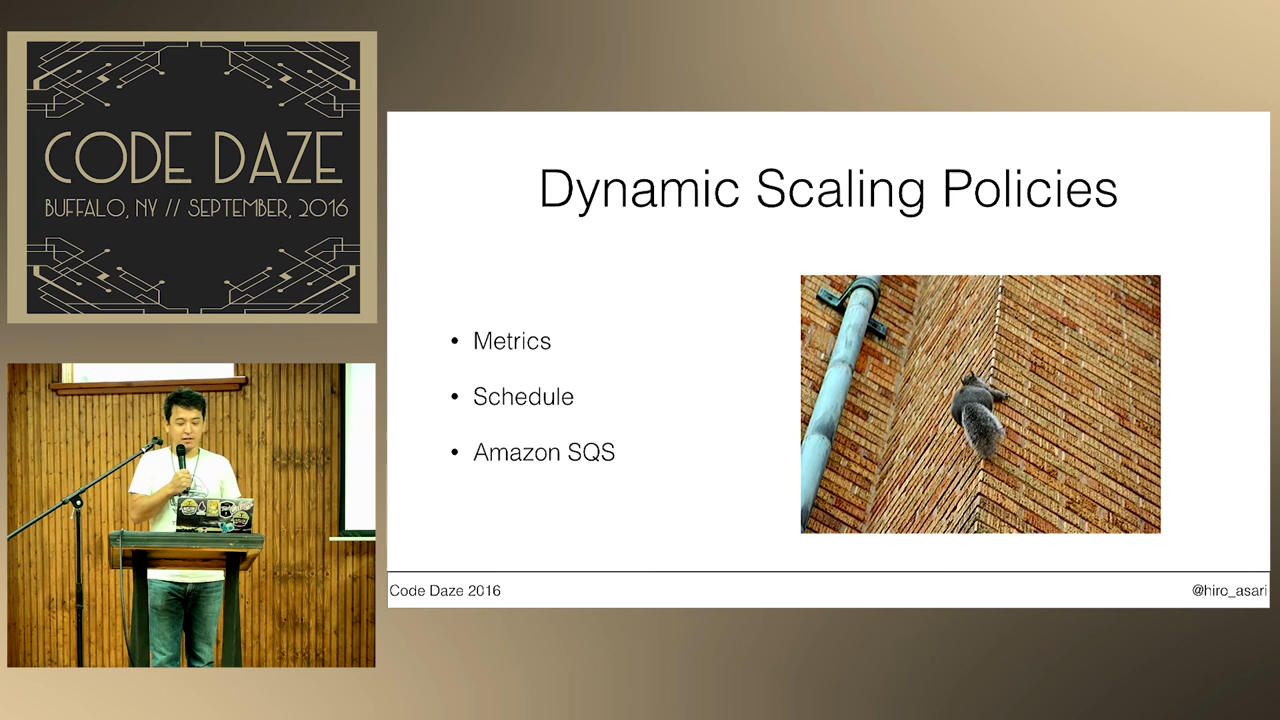 CODE DAZE
BUFFALO, NY // SEPTEMBER, 2016
Dynamic Scaling Policies
• Metrics
• Schedule
• Amazon SQS
Code Daze 2016
@hiro_asari